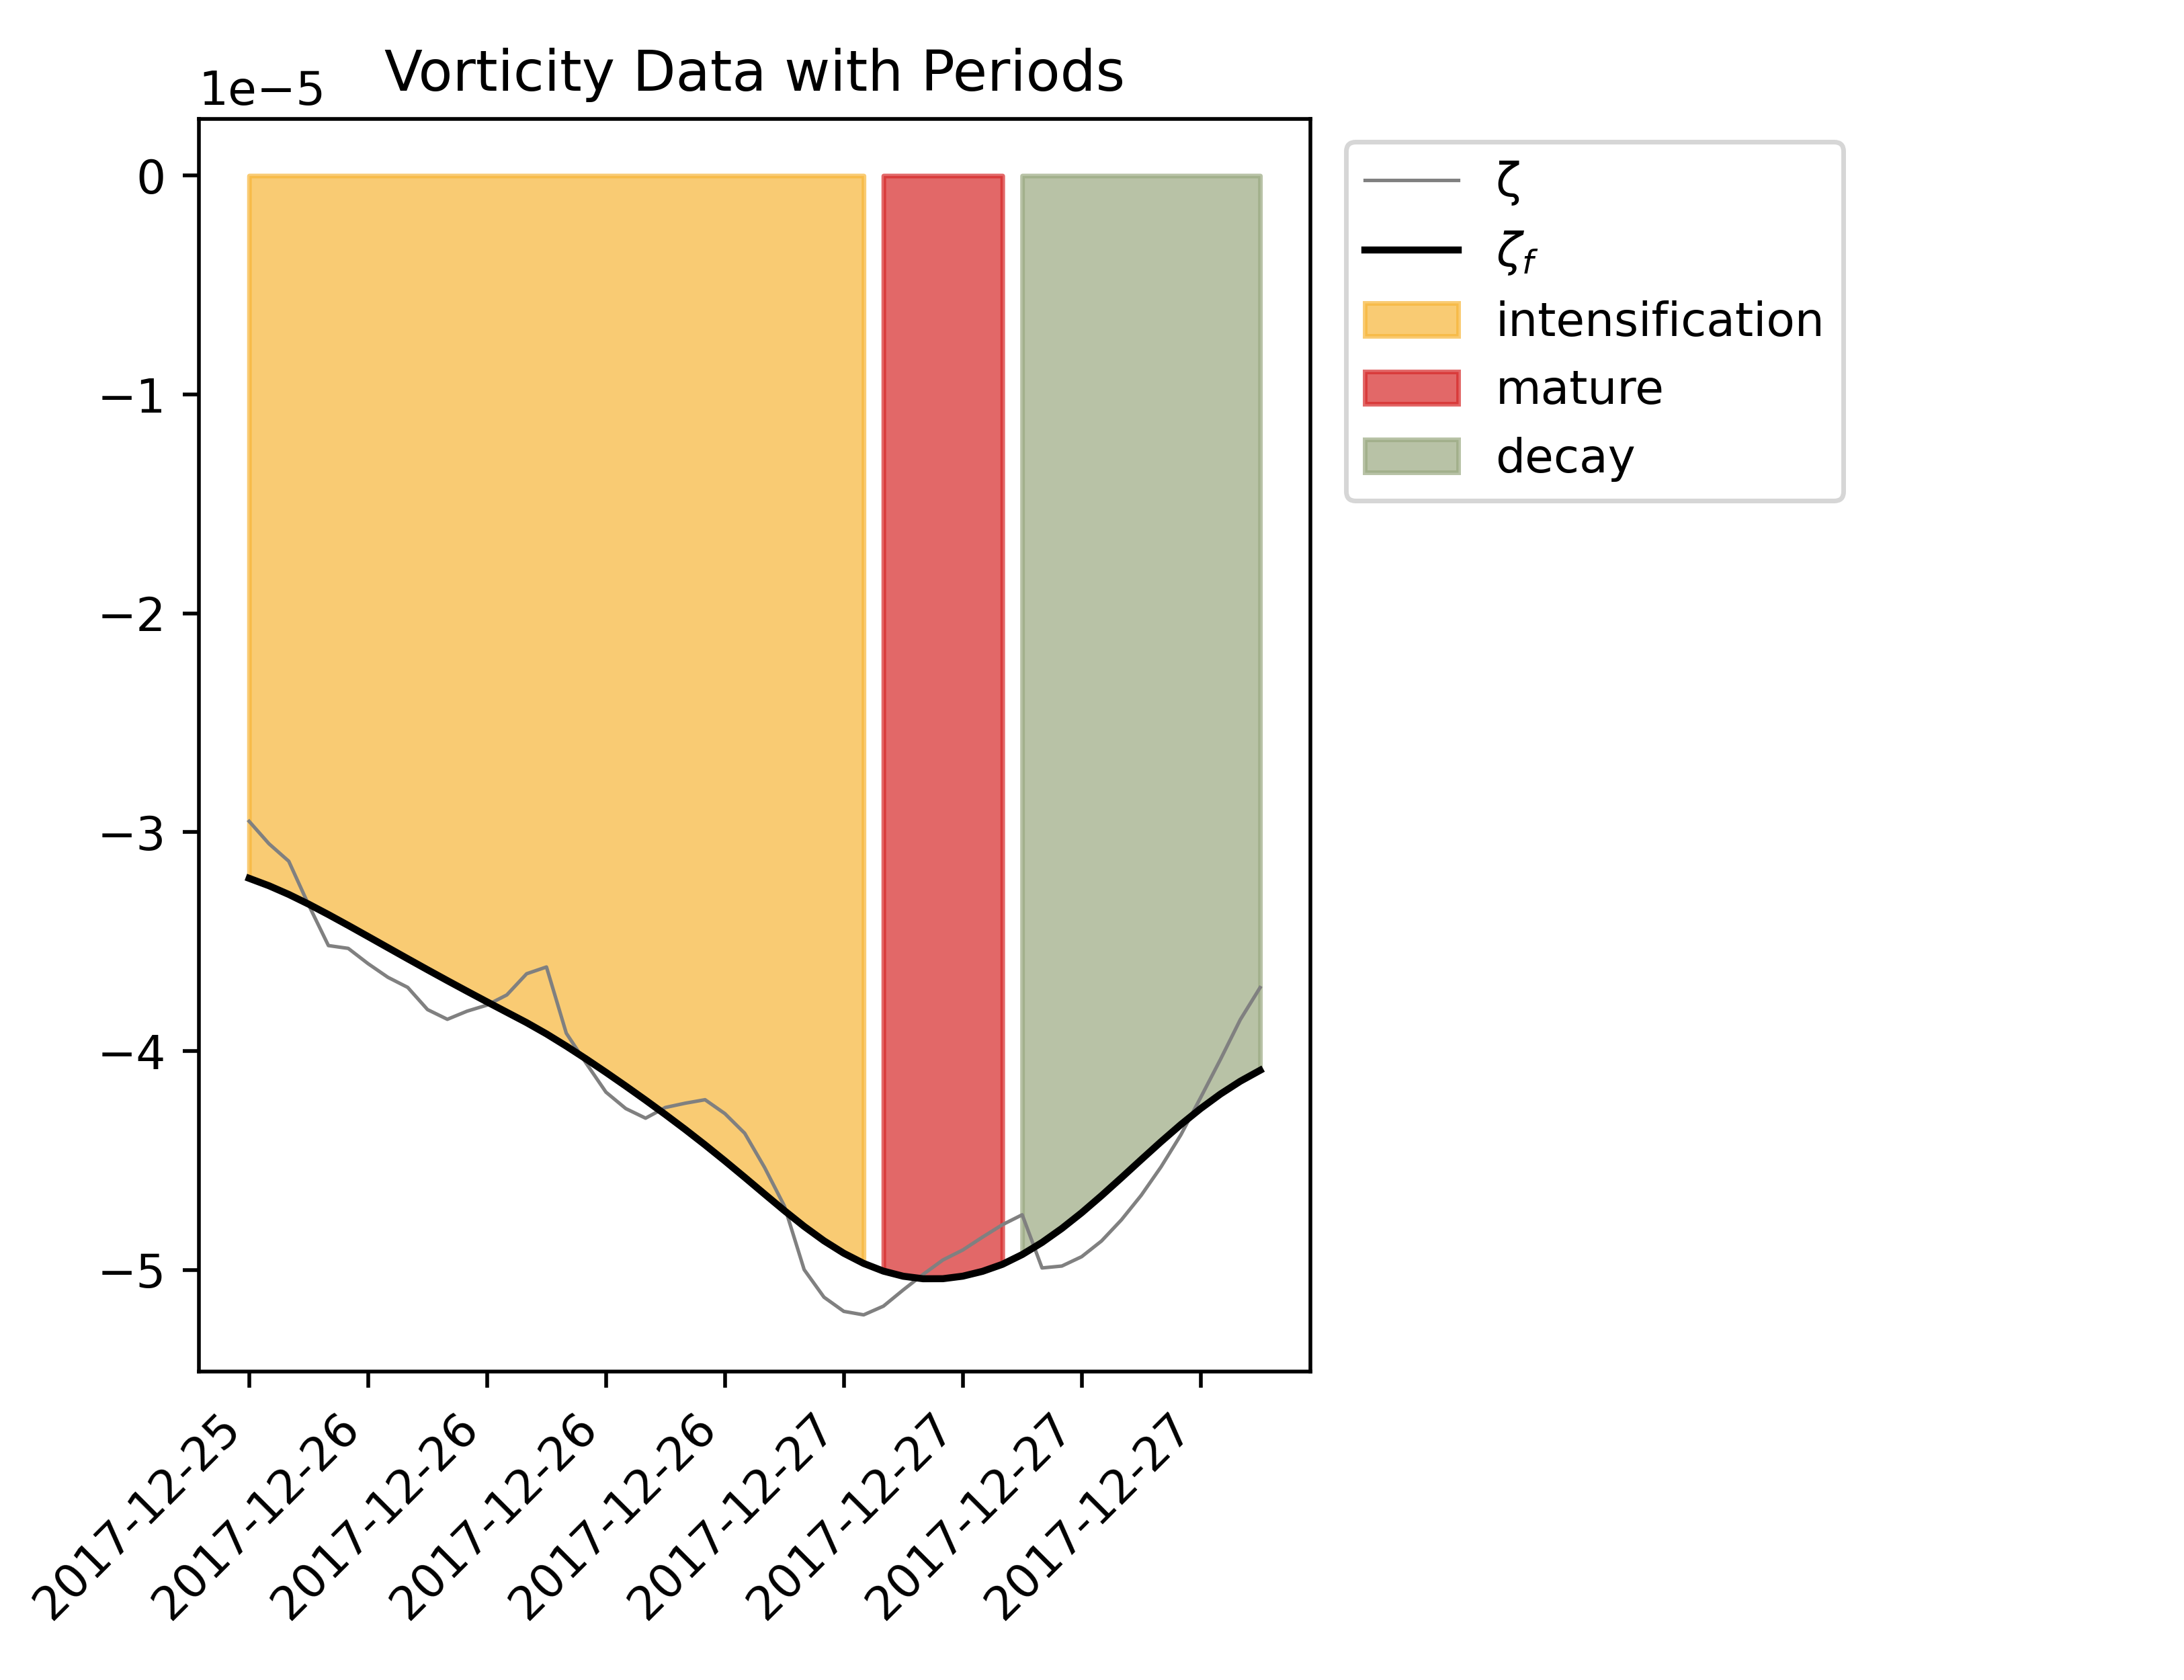 Vorticity Data with Periods
1e−5
0
−1
−2
−3
−4
−5
2017-12-25
2017-12-26
2017-12-26
2017-12-26
2017-12-26
2017-12-27
2017-12-27
2017-12-27
2017-12-27
ζ
ζf
intensification
mature
decay